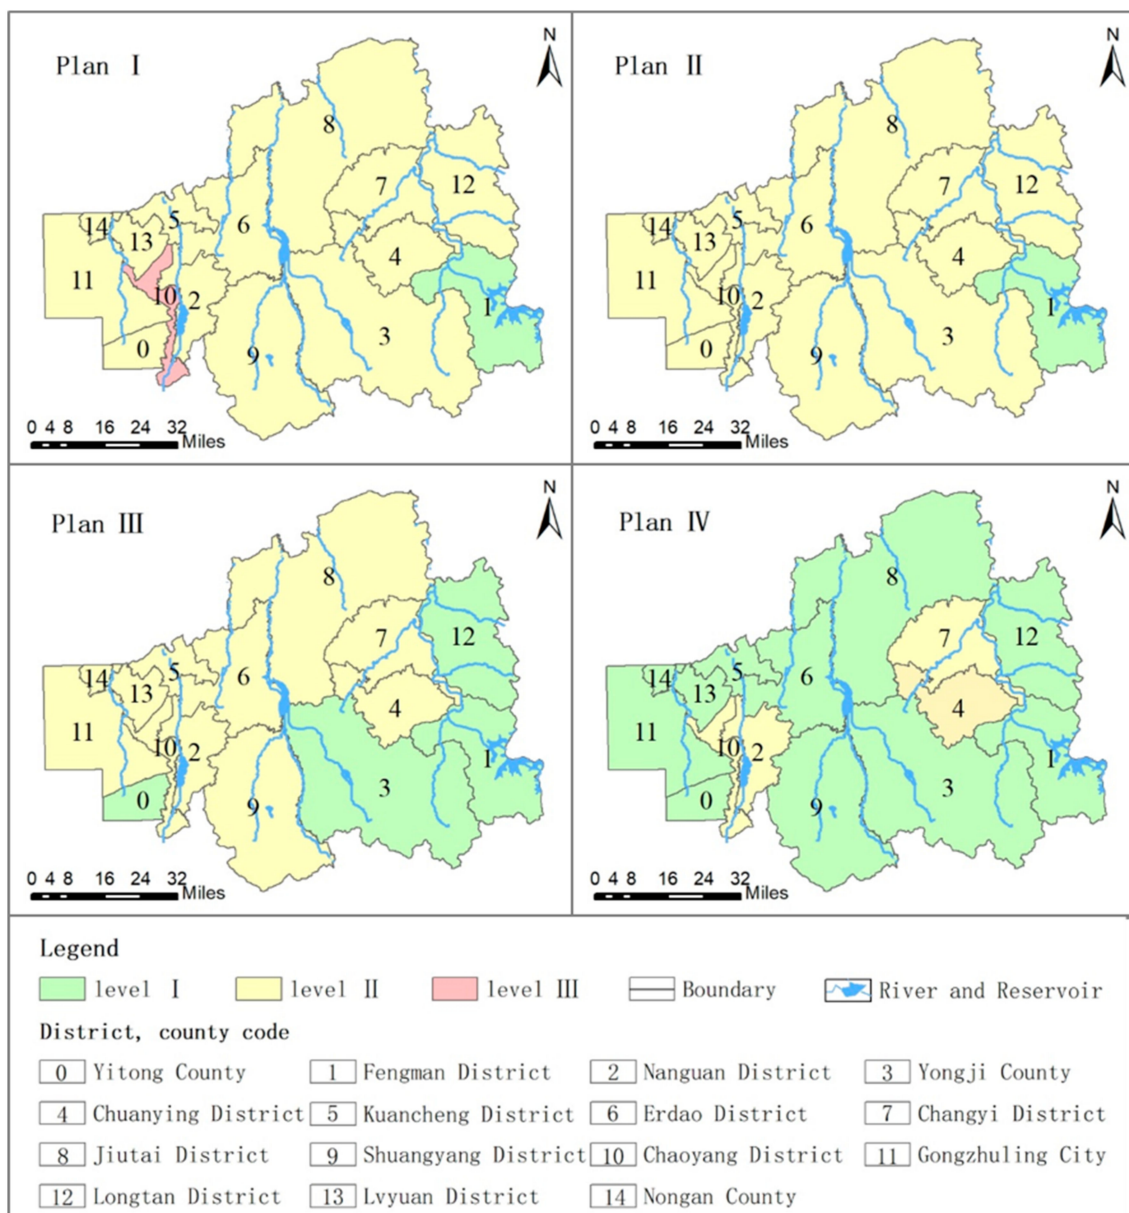 Plan Ⅰ
N
8
7
12
5
14
13
6
4
11
10
2
1
3
0
9
0 4 8 16 24 32
Miles
Plan Ⅱ
N
8
7
12
5
14
13
6
4
11
10
2
1
3
0
9
0 4 8 16 24 32
Miles
Plan Ⅲ
N
8
12
7
5
14
13
6
4
11
10
2
1
3
0
9
0 4 8 16 24 32
Miles
Plan Ⅳ
N
8
7
12
5
14
13
6
4
11
10
2
1
3
0
9
0 4 8 16 24 32
Miles
Legend
level Ⅰ level Ⅱ level Ⅲ Boundary River and Reservoir
District, county code
0 Yitong County 1 Fengman District 2 Nanguan District 3 Yongji County
4 Chuanying District 5 Kuancheng District 6 Erdao District 7 Changyi District
8 Jiutai District 9 Shuangyang District 10 Chaoyang District 11 Gongzhuling City
12 Longtan District 13 Lvyuan District 14 Nongan County